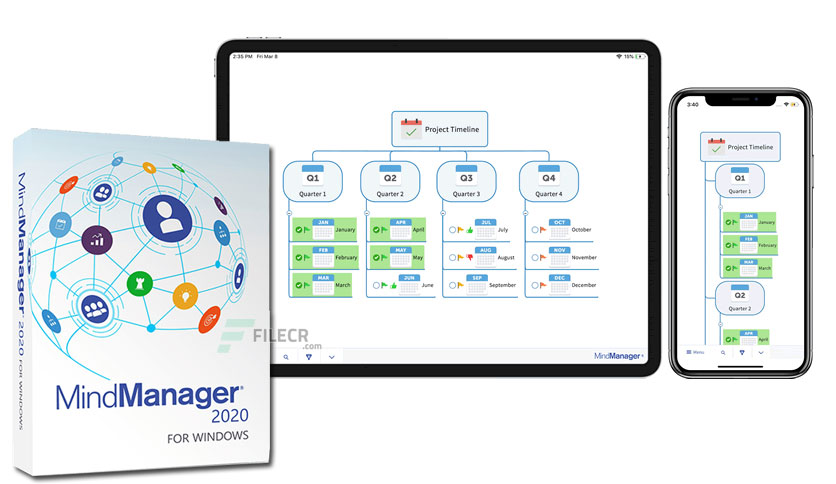 MindManager® 2020 FOR WINDOWS
MindManager®
2020
FOR WINDOWS
FILECR
.com
2:35 PM Fri Mar 8
15%
Project Timeline
Q1
Quarter 1
Q2
Quarter 2
Q3
Quarter 3
Q4
Quarter 4
JAN January
FEB February
MAR March
APR April
MAY May
JUN June
JUL July
AUG August
SEP September
OCT October
NOV November
DEC December
MindManager®
3:40
Project Timeline
Q1
Quarter 1
JAN January
FEB February
MAR March
Q2
Quarter 2
APR April
Menu